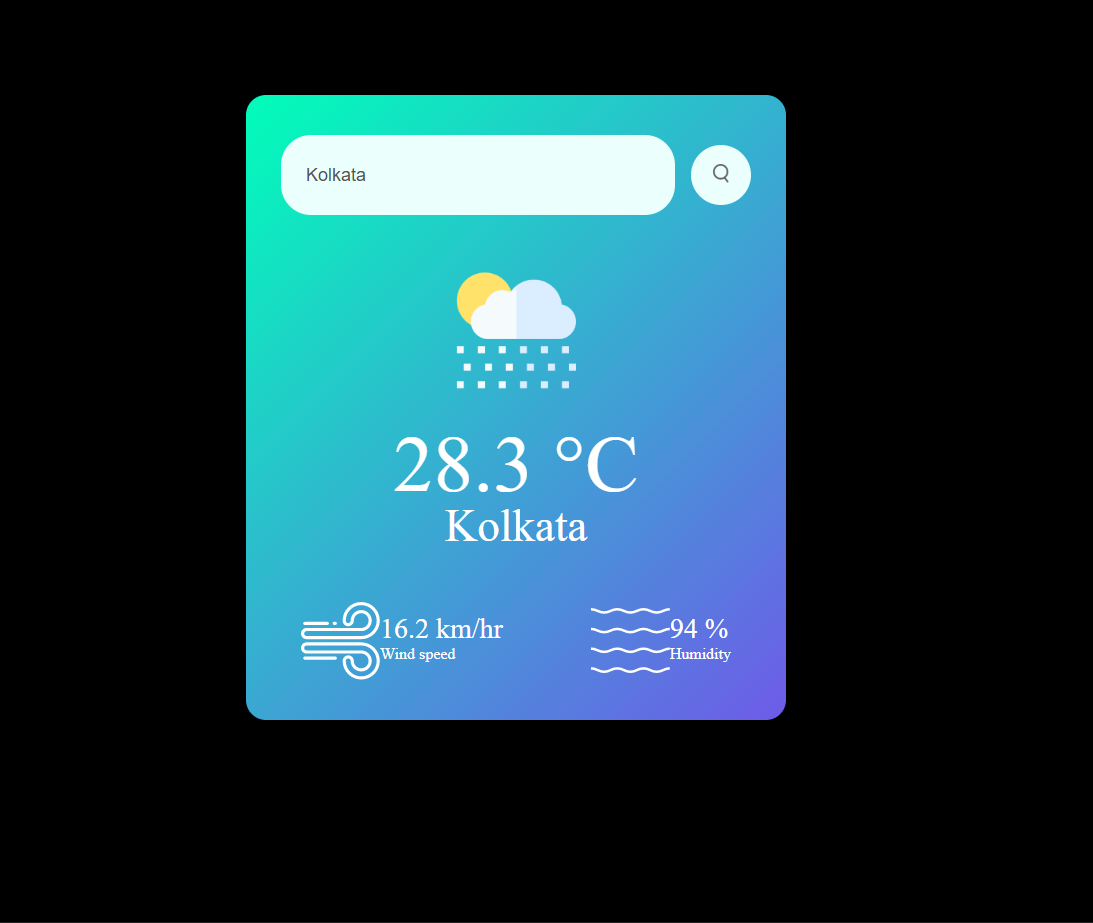 Kolkata
28.3 °C
Kolkata
16.2 km/hr
Wind speed
94 %
Humidity